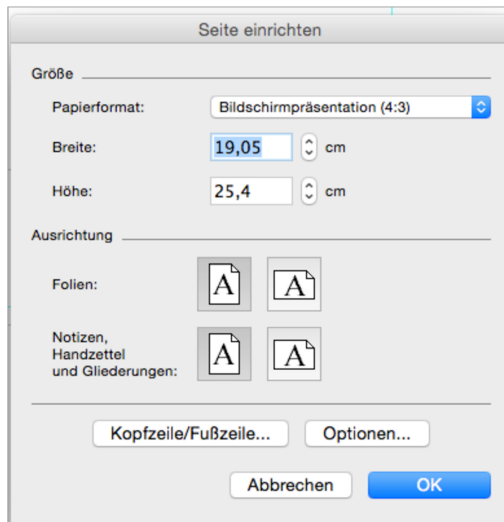 Seite einrichten
Größe
Papierformat: Bildschirmpräsentation (4:3)
Breite: 19,05 cm
Höhe: 25,4 cm
Ausrichtung
Folien: A A
Notizen,
Handzettel
und Gliederungen: A A
Kopfzeile/Fußzeile... Optionen...
Abbrechen OK